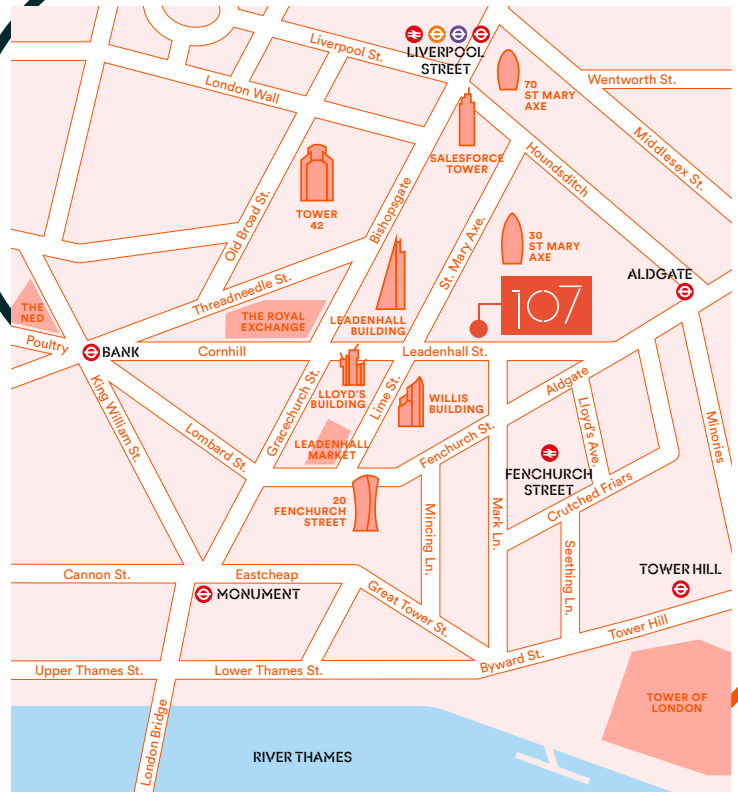 Liverpool St.
LIVERPOOL
STREET
London Wall
70
ST MARY
AXE
Wentworth St.
Middlesex St.
SALESFORCE
TOWER
Houndsditch
TOWER
42
Old Broad St.
Bishopsgate
St. Mary Axe.
30
ST MARY
AXE
ALDGATE
Threadneedle St.
THE
NED
THE ROYAL
EXCHANGE
LEADENHALL
BUILDING
107
Poultry
BANK
Cornhill
Leadenhall St.
King William St.
LLOYD'S
BUILDING
Lime St.
WILLIS
BUILDING
Aldgate
Gracechurch St.
Lloyd's Ave.
Minories
Lombard St.
LEADENHALL
MARKET
Fenchurch St.
FENCHURCH
STREET
Crutched Friars
20
FENCHURCH
STREET
Mincing Ln.
Mark Ln.
Seething Ln.
Cannon St.
Eastcheap
MONUMENT
Great Tower St.
TOWER HILL
Tower Hill
Byward St.
Upper Thames St.
Lower Thames St.
TOWER OF
LONDON
London Bridge
RIVER THAMES